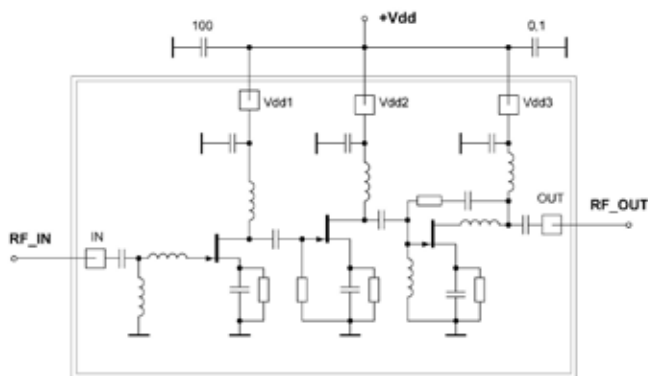 +Vdd
100
0,1
Vdd1
Vdd2
Vdd3
RF_IN
IN
OUT
RF_OUT